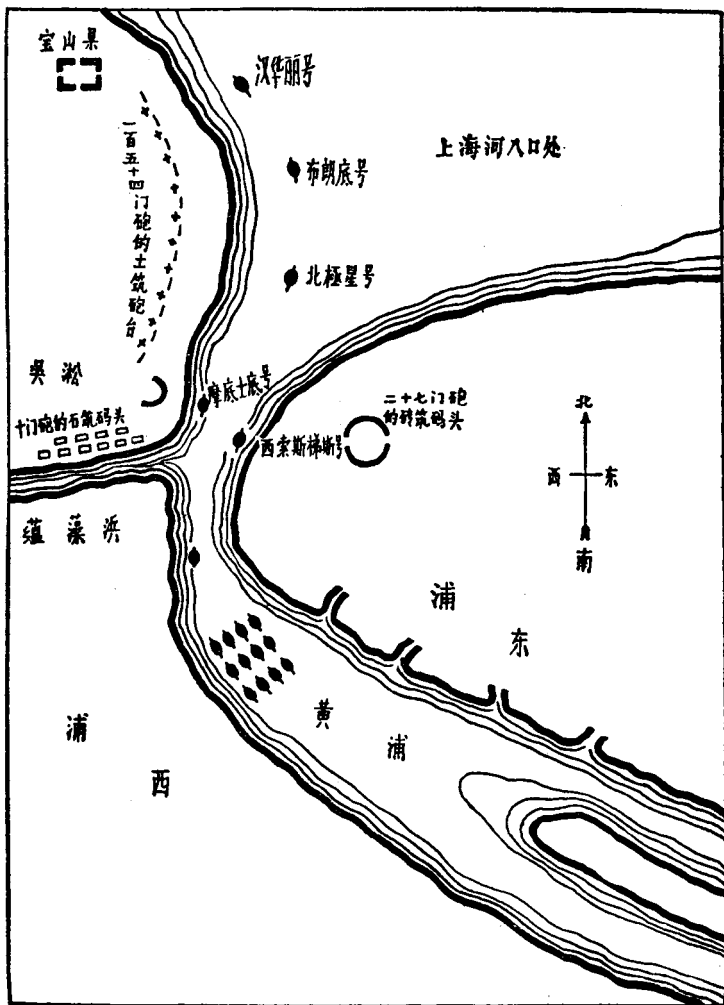 宝山果
汉华丽号
上海河入口处
布朗底号
一百五十四门砲的土筑砲台
北極星号
吳淞
摩底士底号
二十七门砲
的砖筑码头
十门砲的石筑码头
西索斯梯斯号
北
西 东
南
蕴藻浜
浦东
黄浦
浦西